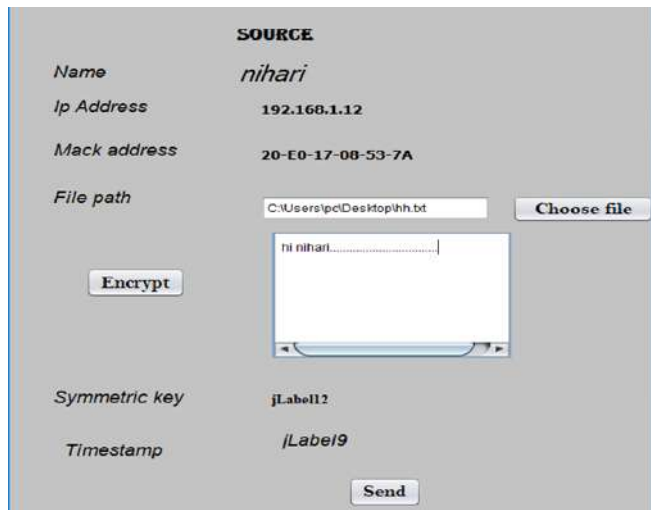 SOURCE
Name nihari
Ip Address 192.168.1.12
Mack address 20-E0-17-08-53-7A
File path C:\Users\pc\Desktop\hh.txt Choose file
hi nihari................................
Encrypt
Symmetric key jLabel12
Timestamp jLabel9
Send